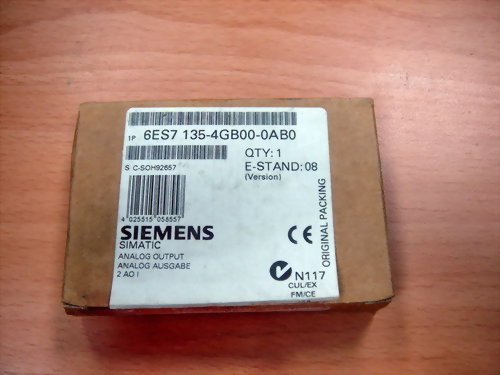 1P 6ES7 135-4GB00-0AB0
QTY: 1
S C-SOH92657
E-STAND: 08
(Version)
4 025515 058557
SIEMENS
SIMATIC
ANALOG OUTPUT
ANALOG AUSGABE
2 AO I
CE
N117
CUL/EX
FM/CE
ORIGINAL PACKING